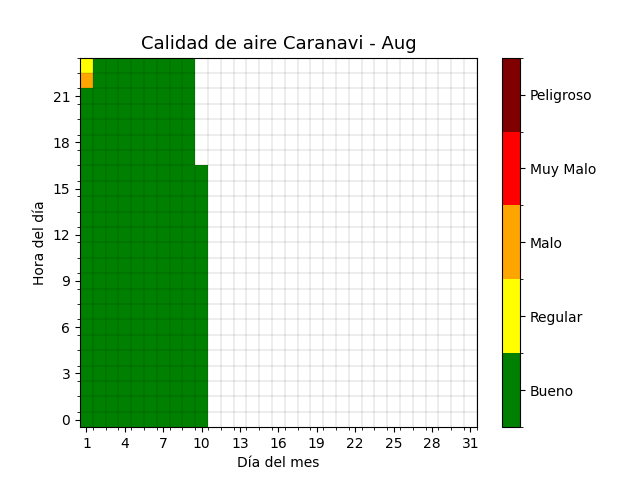 Calidad de aire Caranavi - Aug
Hora del día
21
18
15
12
9
6
3
0
1 4 7 10 13 16 19 22 25 28 31
Día del mes
Peligroso
Muy Malo
Malo
Regular
Bueno